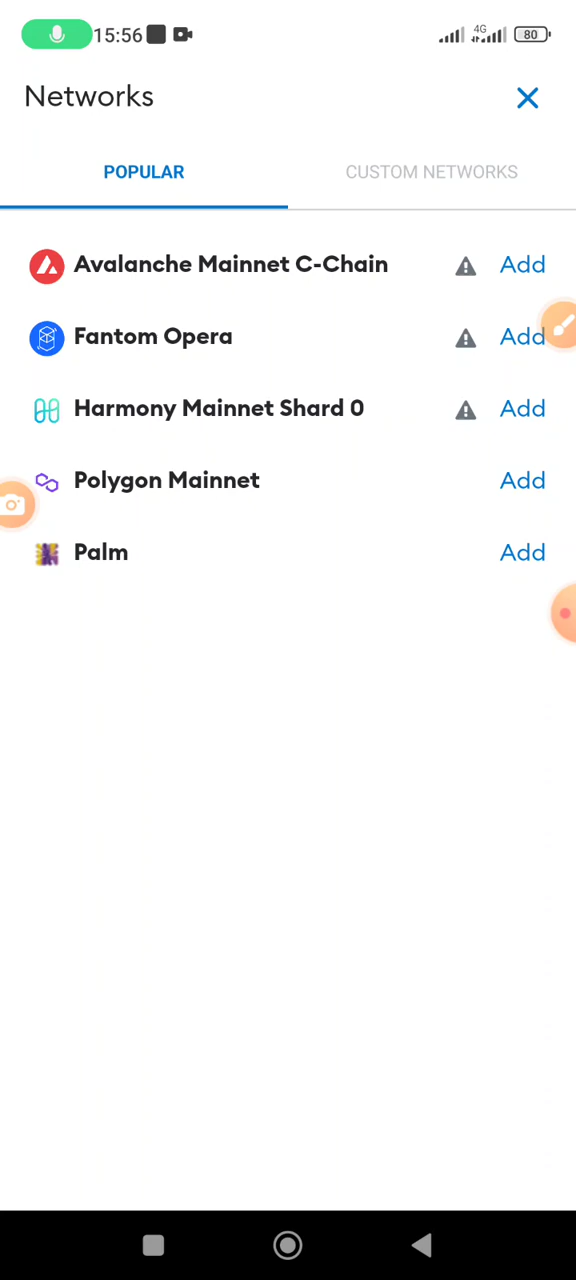 15:56
4G
80
Networks
POPULAR
CUSTOM NETWORKS
Avalanche Mainnet C-Chain
Add
Fantom Opera
Add
Harmony Mainnet Shard 0
Add
Polygon Mainnet
Add
Palm
Add